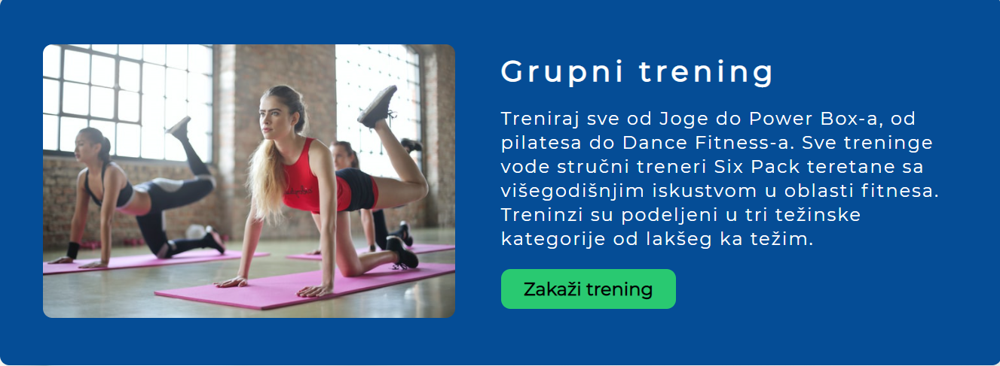 Grupni trening
Treniraj sve od Joge do Power Box-a, od
pilatesa do Dance Fitness-a. Sve treninge
vode stručni treneri Six Pack teretane sa
višegodišnjim iskustvom u oblasti fitnesa.
Treninzi su podeljeni u tri težinske
kategorije od lakšeg ka težim.
Zakaži trening